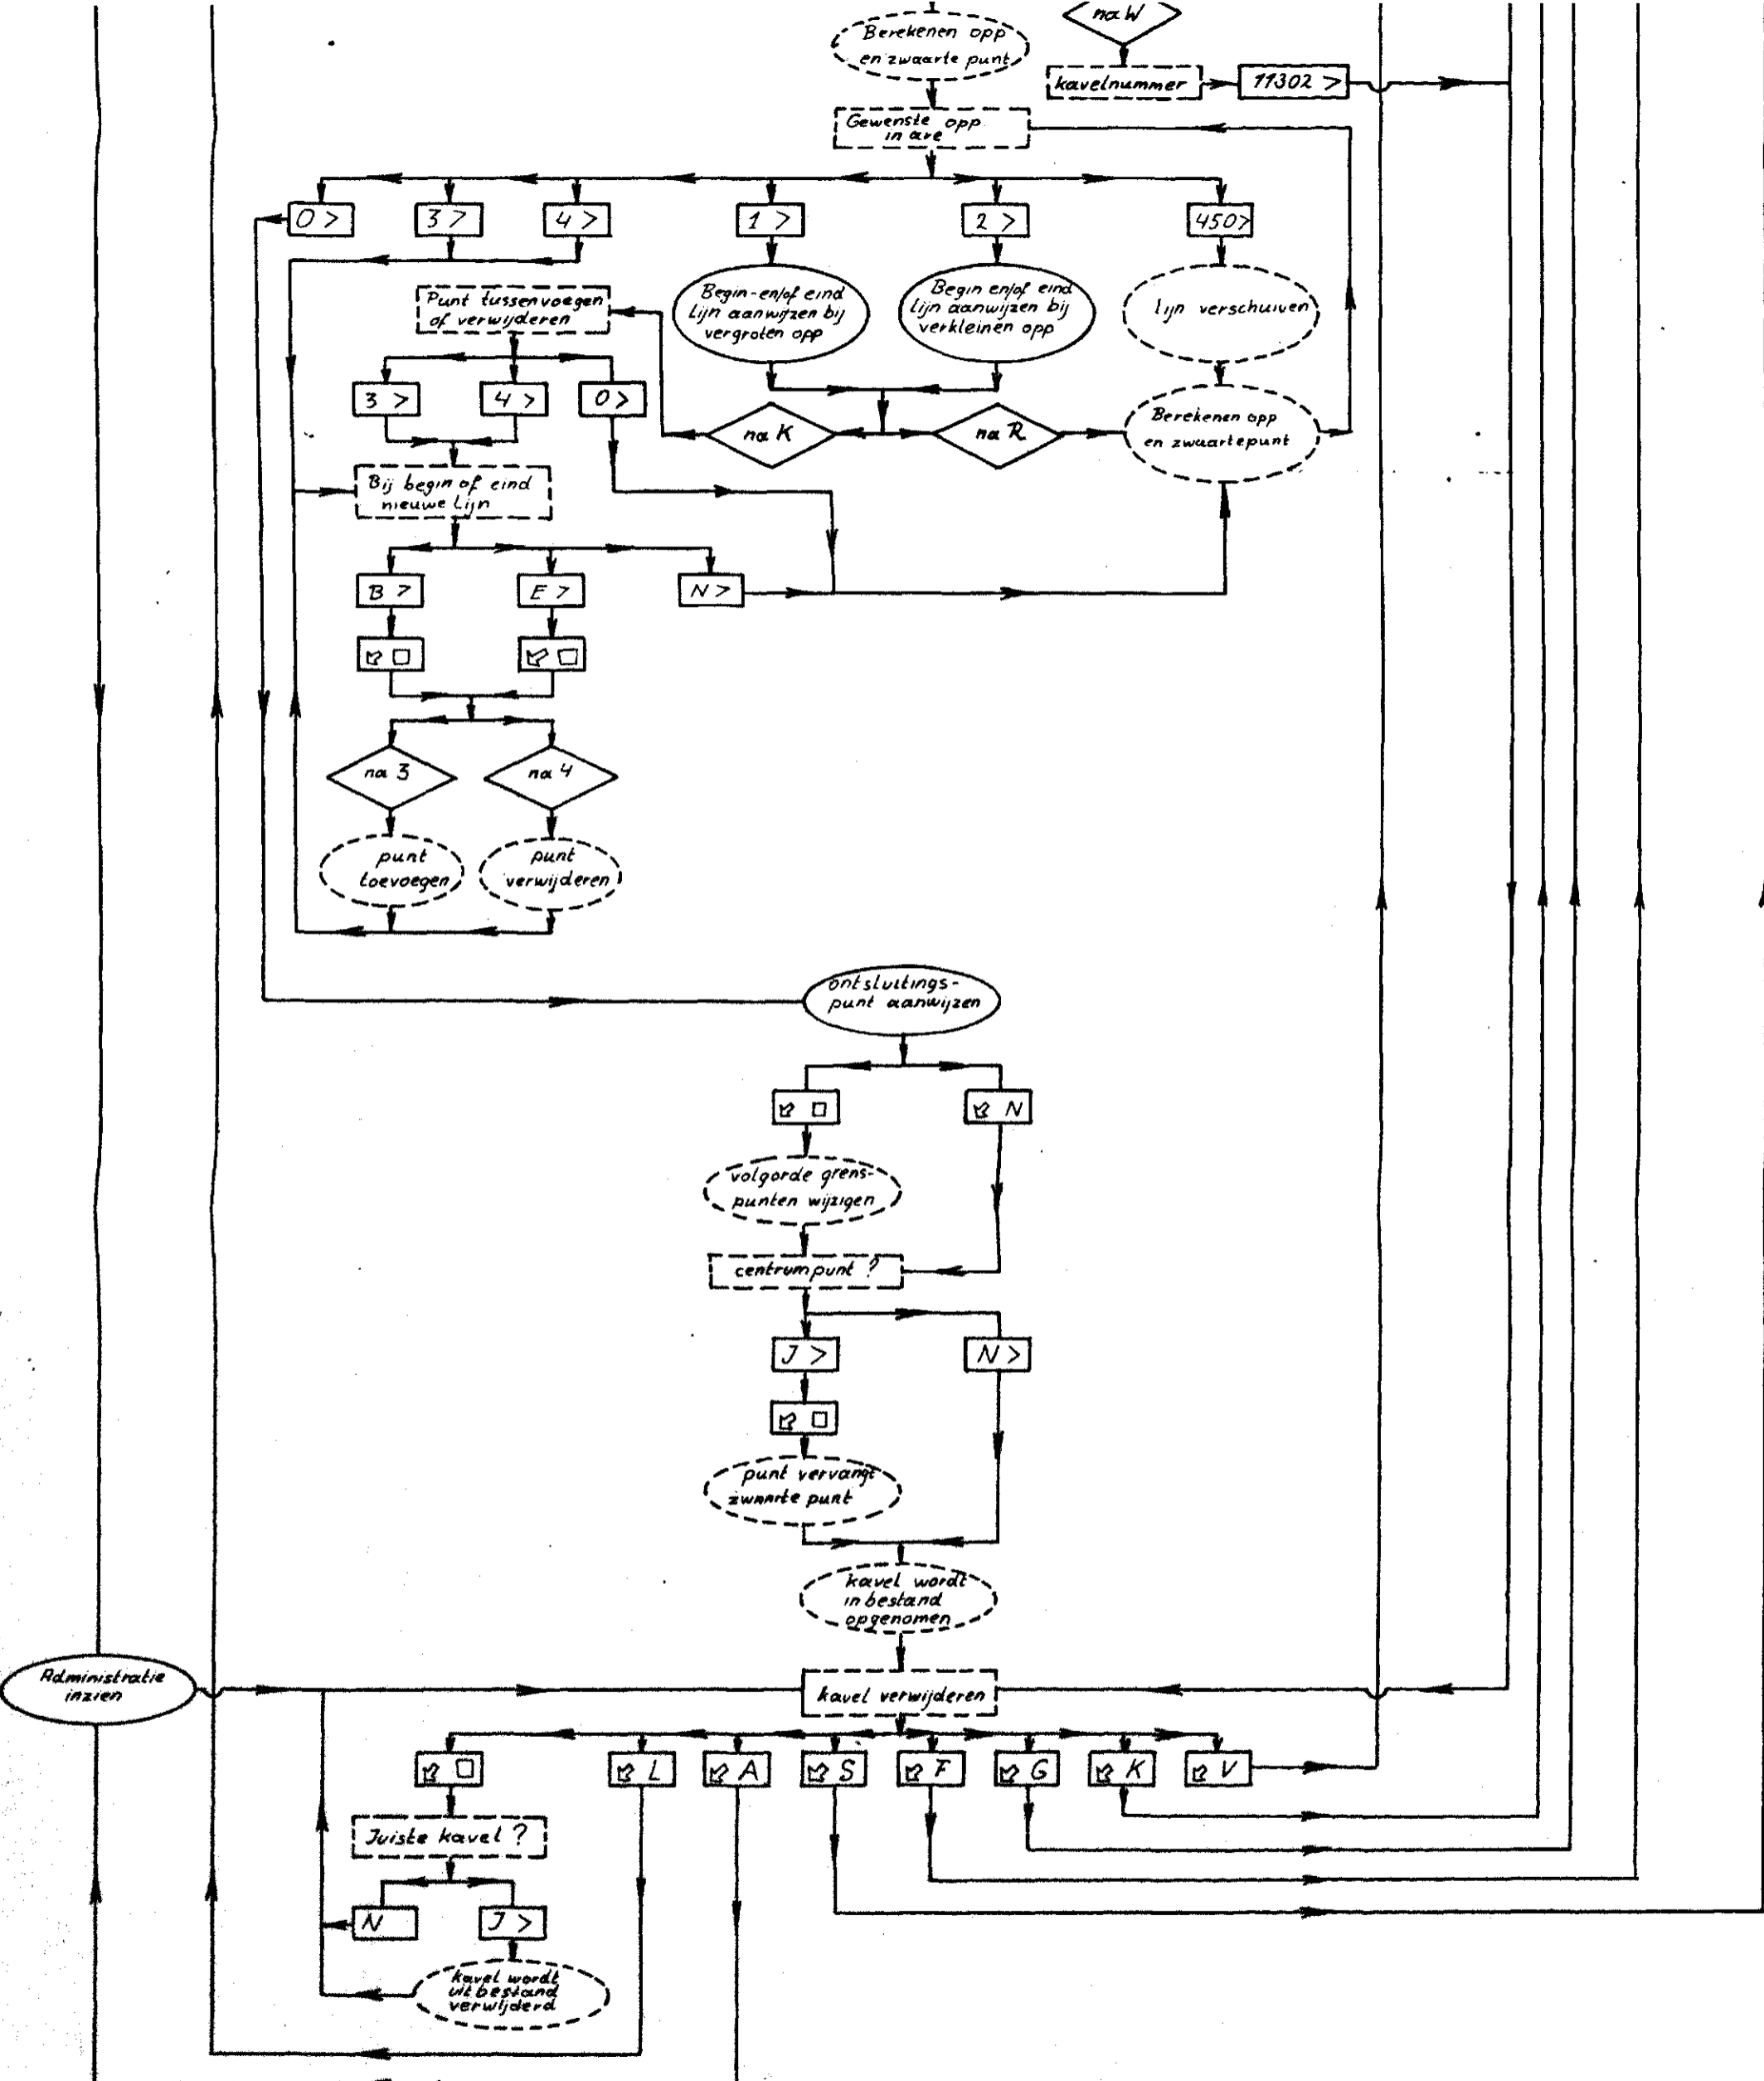 Berekenen opp
en zwaarte punt
na W
kavelnummer
11302 >
Gewenste opp
in are
0 >
3 >
4 >
1 >
2 >
450>
Punt tussenvoegen
of verwijderen
Begin-en/of eind
Lijn aanwijzen bij
vergroten opp
Begin en/of eind
lijn aanwijzen bij
verkleinen opp
lijn verschuiven
3 >
4 >
0 >
na K
na R
Berekenen opp
en zwaartepunt
Bij begin of eind
nieuwe Lijn
B >
E >
N >
na 3
na 4
punt
toevoegen
punt
verwijderen
ontsluitings-
punt aanwijzen
N
volgorde grens-
punten wijzigen
centrumpunt ?
J >
N >
punt vervangt
zwaarte punt
kavel wordt
in bestand
opgenomen
Administratie
inzien
kavel verwijderen
L
A
S
F
G
K
V
Juiste kavel ?
N
J >
kavel wordt
uit bestand
verwijderd